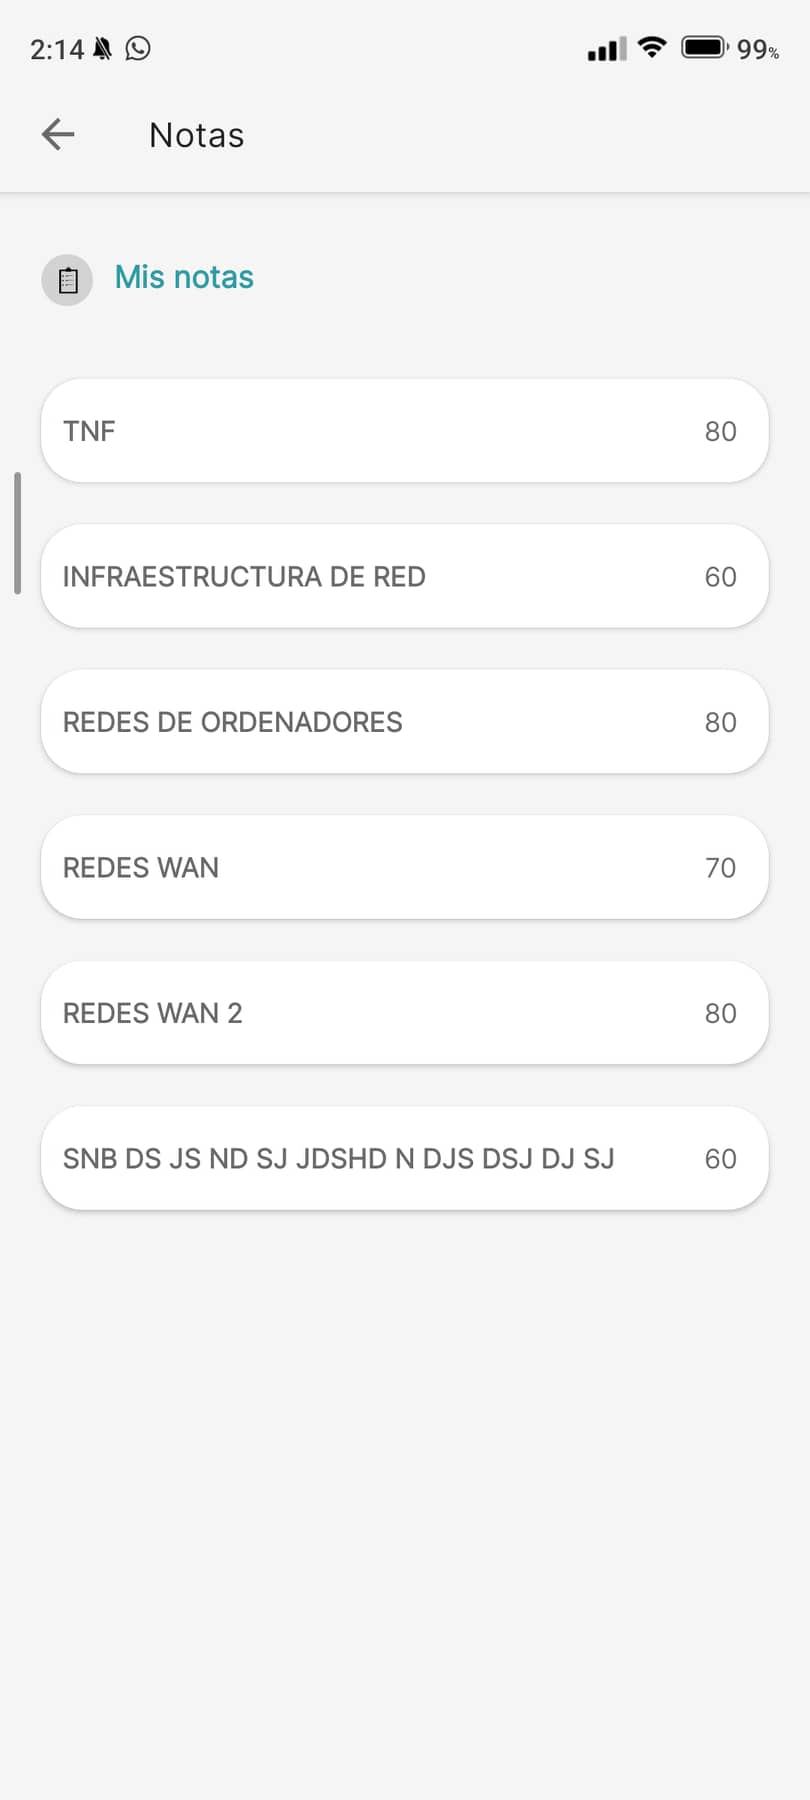 2:14 99%
Notas
Mis notas
TNF 80
INFRAESTRUCTURA DE RED 60
REDES DE ORDENADORES 80
REDES WAN 70
REDES WAN 2 80
SNB DS JS ND SJ JDSHD N DJS DSJ DJ SJ 60